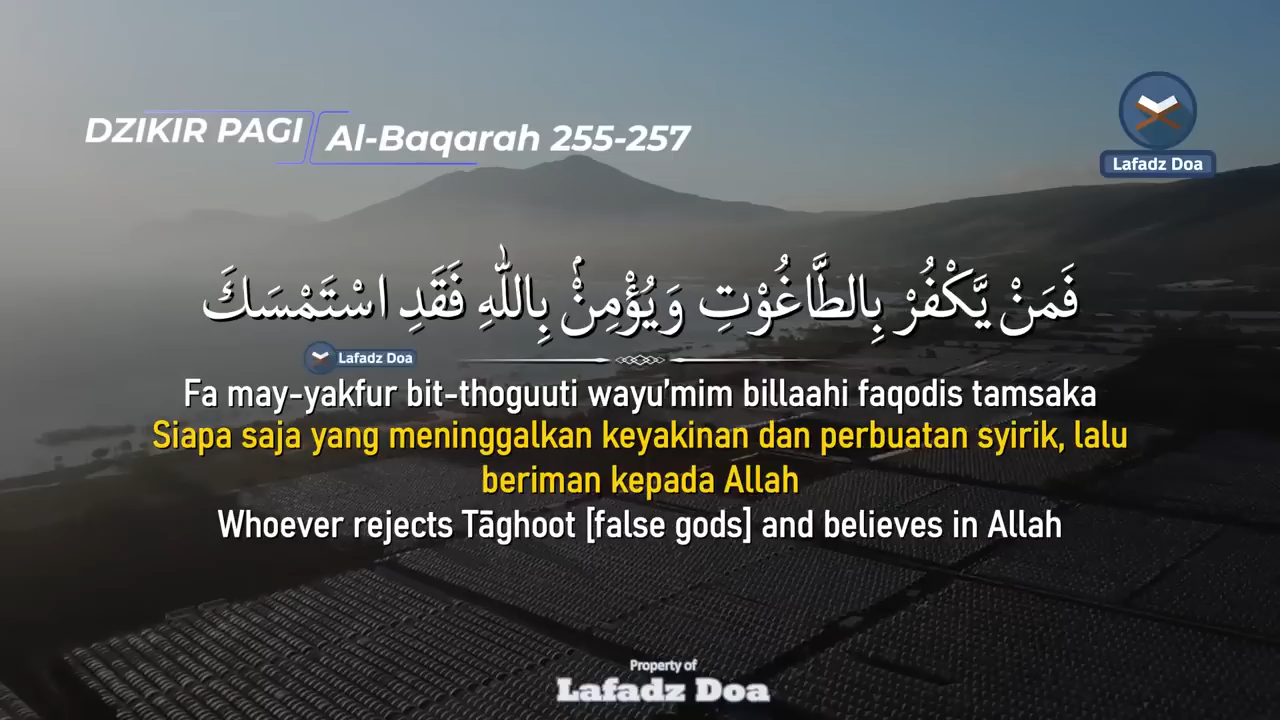 DZIKIR PAGI
Al-Baqarah 255-257
Lafadz Doa
فَمَنْ يَّكْفُرْ بِالطَّاغُوْتِ وَيُؤْمِنْۢ بِاللّٰهِ فَقَدِ اسْتَمْسَكَ
Lafadz Doa
Fa may-yakfur bit-thoguuti wayu’mim billaahi faqodis tamsaka
Siapa saja yang meninggalkan keyakinan dan perbuatan syirik, lalu
beriman kepada Allah
Whoever rejects Tāghoot [false gods] and believes in Allah
Property of
Lafadz Doa